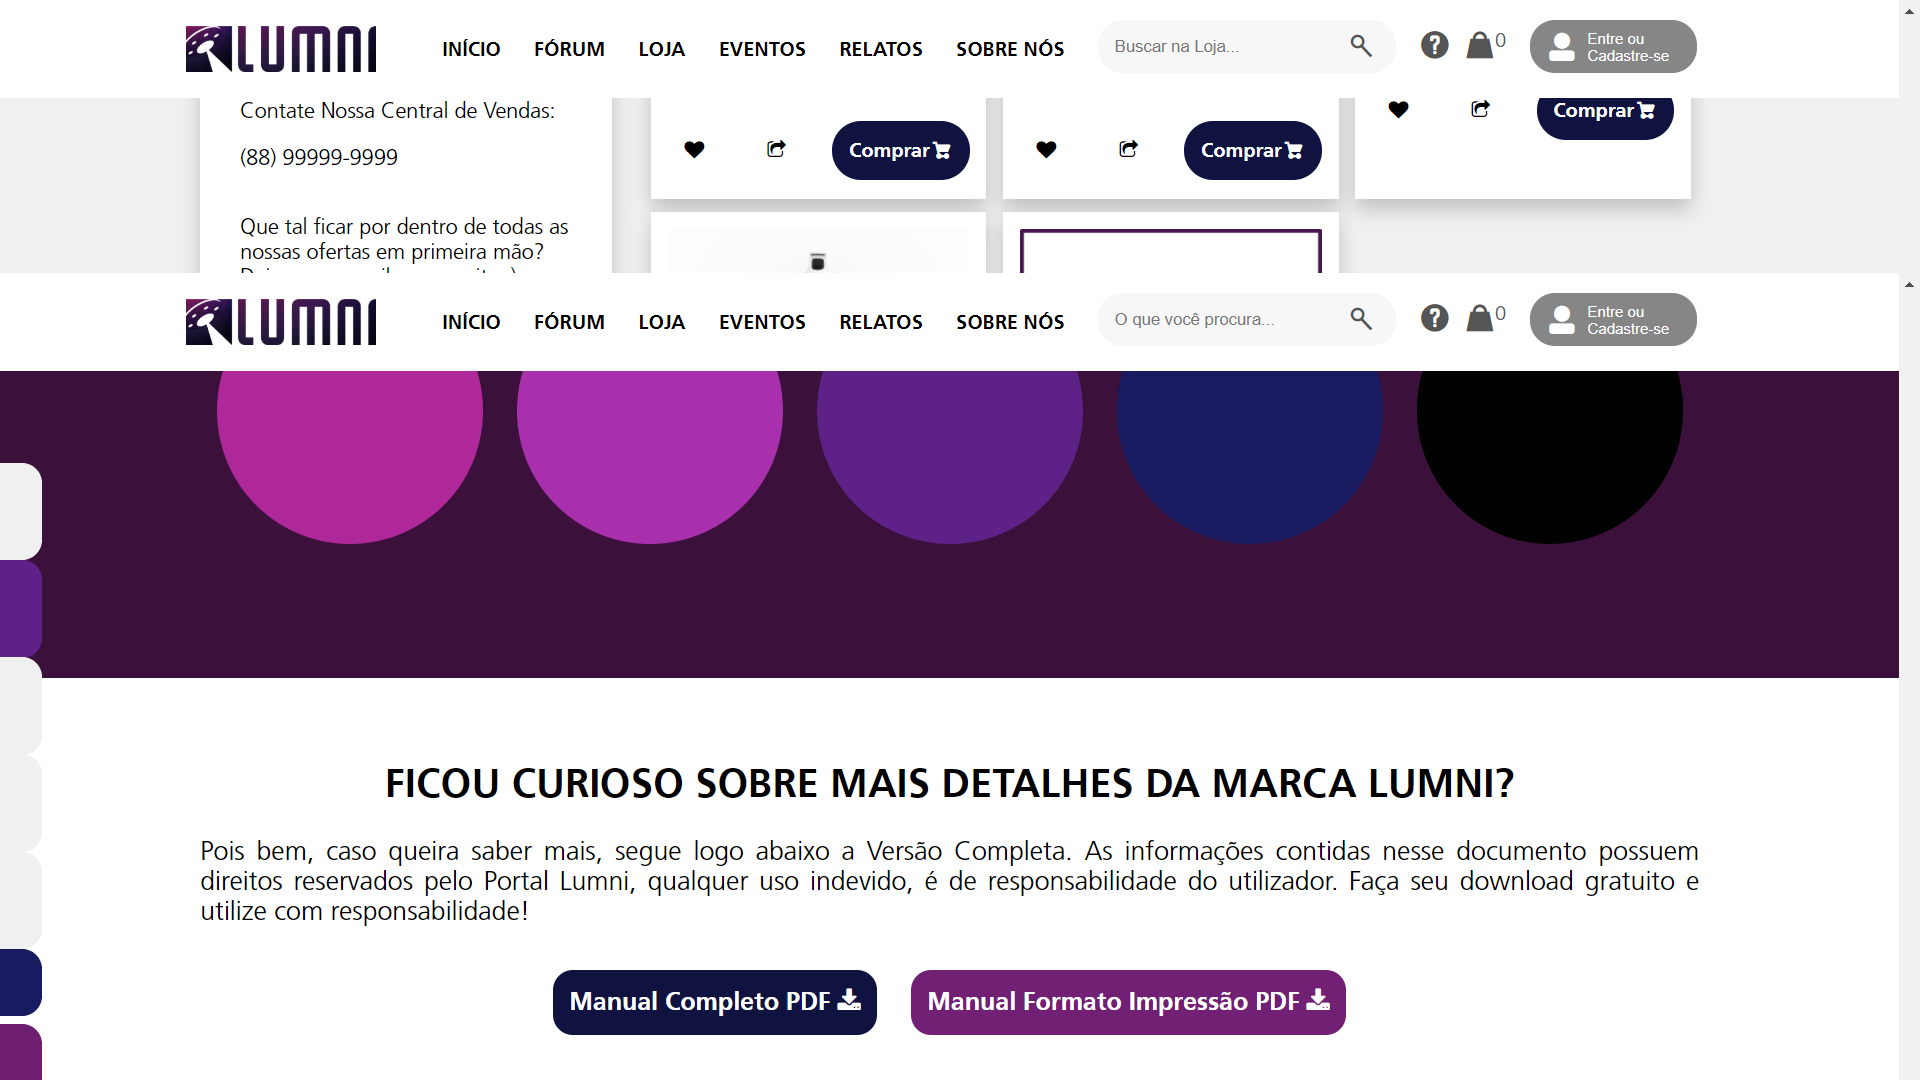 LUMNI INÍCIO FÓRUM LOJA EVENTOS RELATOS SOBRE NÓS Buscar na Loja... 0 Entre ou
Cadastre-se
Contate Nossa Central de Vendas:
(88) 99999-9999
Comprar
Comprar
Comprar
Que tal ficar por dentro de todas as
nossas ofertas em primeira mão?
LUMNI INÍCIO FÓRUM LOJA EVENTOS RELATOS SOBRE NÓS O que você procura... 0 Entre ou
Cadastre-se
FICOU CURIOSO SOBRE MAIS DETALHES DA MARCA LUMNI?
Pois bem, caso queira saber mais, segue logo abaixo a Versão Completa. As informações contidas nesse documento possuem
direitos reservados pelo Portal Lumni, qualquer uso indevido, é de responsabilidade do utilizador. Faça seu download gratuito e
utilize com responsabilidade!
Manual Completo PDF
Manual Formato Impressão PDF